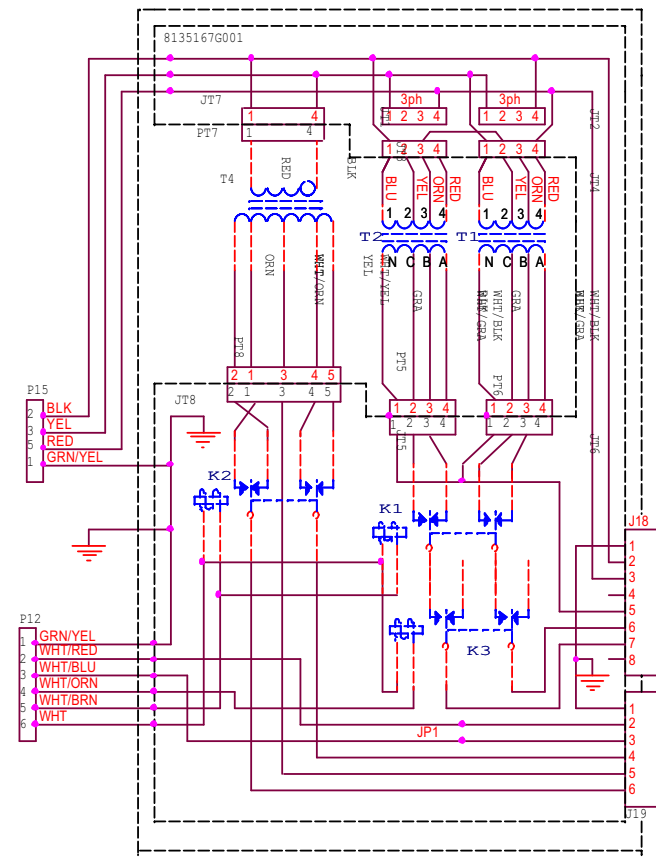 8135167G001
JT7
1 4
PT7
1 4
3ph
1 2 3 4
3ph
1 2 3 4
JT2
1 2 3 4
1 2 3 4
T4
RED
BLK
BLU
YEL
ORN
RED
BLU
YEL
ORN
RED
JT4
1 2 3 4
1 2 3 4
T2
T1
N C B A
N C B A
ORN
WHT/ORN
YEL
WHT/YEL
GRA
WHT/GRA
WHT/BLK
GRA
WHT/GRA
WHT/BLK
PT8
2 1 3 4 5
2 1 3 4 5
JT8
PT5
PT6
1 2 3 4
1 2 3 4
1 2 3 4
1 2 3 4
JT5
JT6
P15
2 BLK
3 YEL
5 RED
1 GRN/YEL
K2
K1
K3
J18
1
2
3
4
5
6
7
8
P12
1 GRN/YEL
2 WHT/RED
3 WHT/BLU
4 WHT/ORN
5 WHT/BRN
6 WHT
JP1
1
2
3
4
5
6
J19